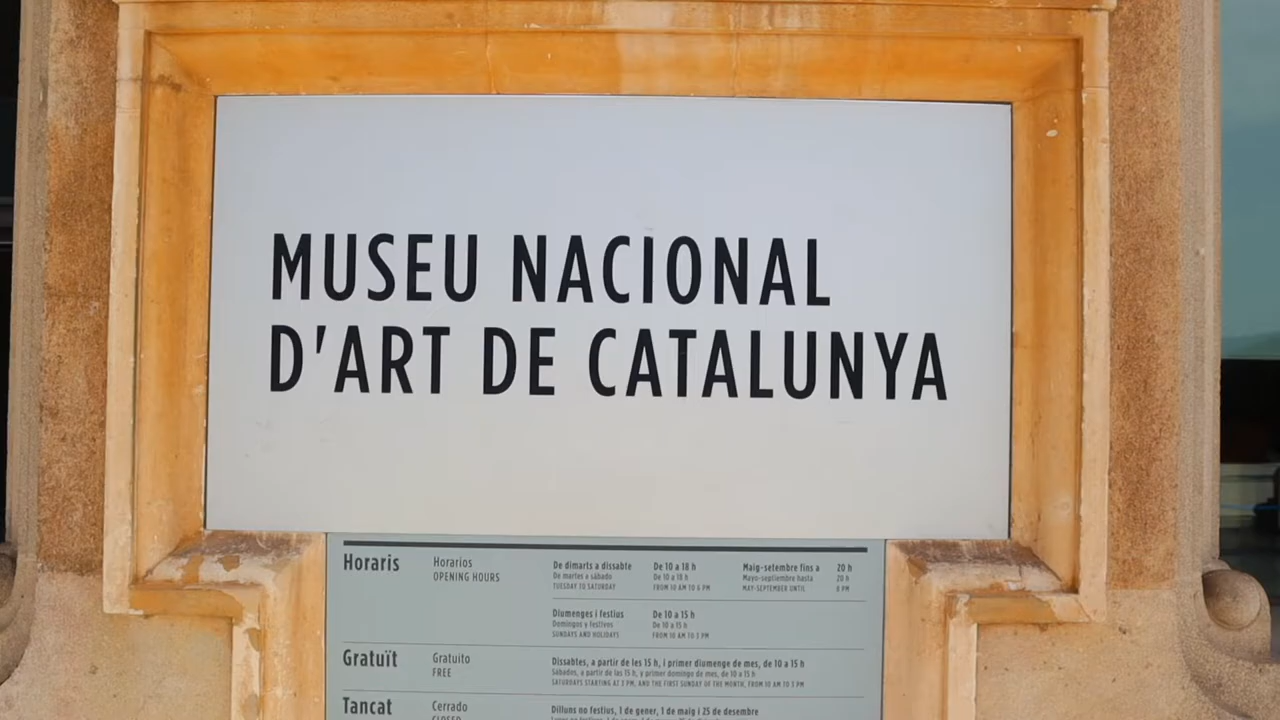 MUSEU NACIONAL
D'ART DE CATALUNYA
Horaris
Horarios
OPENING HOURS
De dimarts a dissabte
De martes a sábado
TUESDAY TO SATURDAY
De 10 a 18 h
De 10 a 18 h
FROM 10 AM TO 6 PM
Maig-setembre fins a
Mayo-septiembre hasta
MAY-SEPTEMBER UNTIL
20 h
20 h
8 PM
Diumenges i festius
Domingos y festivos
SUNDAYS AND HOLIDAYS
De 10 a 15 h
De 10 a 15 h
FROM 10 AM TO 3 PM
Gratuït
Gratuito
FREE
Dissabtes, a partir de les 15 h, i primer diumenge de mes, de 10 a 15 h
Sábados, a partir de las 15 h, y primer domingo de mes, de 10 a 15 h
SATURDAYS STARTING AT 3 PM, AND THE FIRST SUNDAY OF THE MONTH, FROM 10 AM TO 3 PM
Tancat
Cerrado
CLOSED
Dilluns no festius, 1 de gener, 1 de maig i 25 de desembre